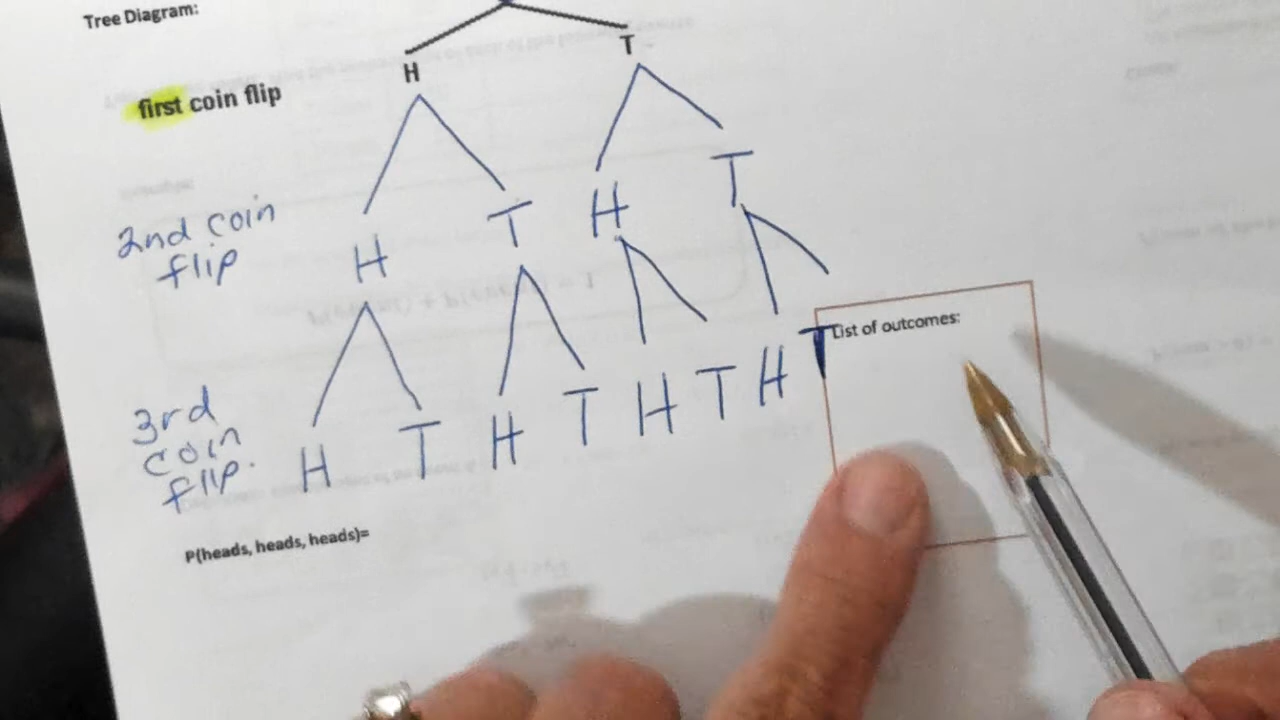 Tree Diagram:
H T
first coin flip
2nd coin
flip
H T H T
3rd
coin
flip.
H T H T H T H T
List of outcomes:
P(heads, heads, heads)=